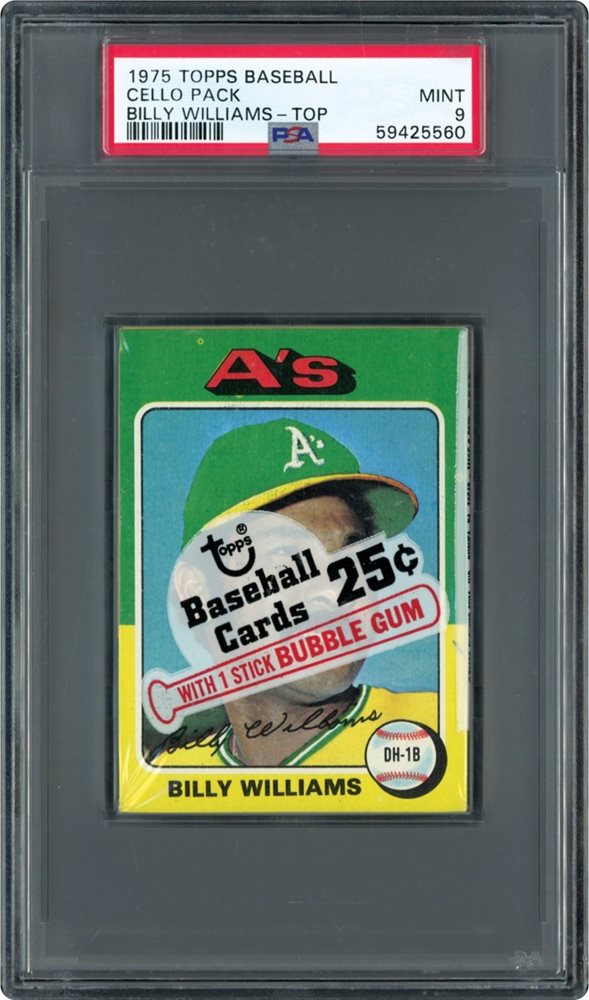 1975 TOPPS BASEBALL
CELLO PACK MINT
BILLY WILLIAMS - TOP 9
PSA 59425560
A's
A's
topps®
Baseball
Cards 25¢
WITH 1 STICK BUBBLE GUM
Billy Williams
DH-1B
BILLY WILLIAMS
PSA